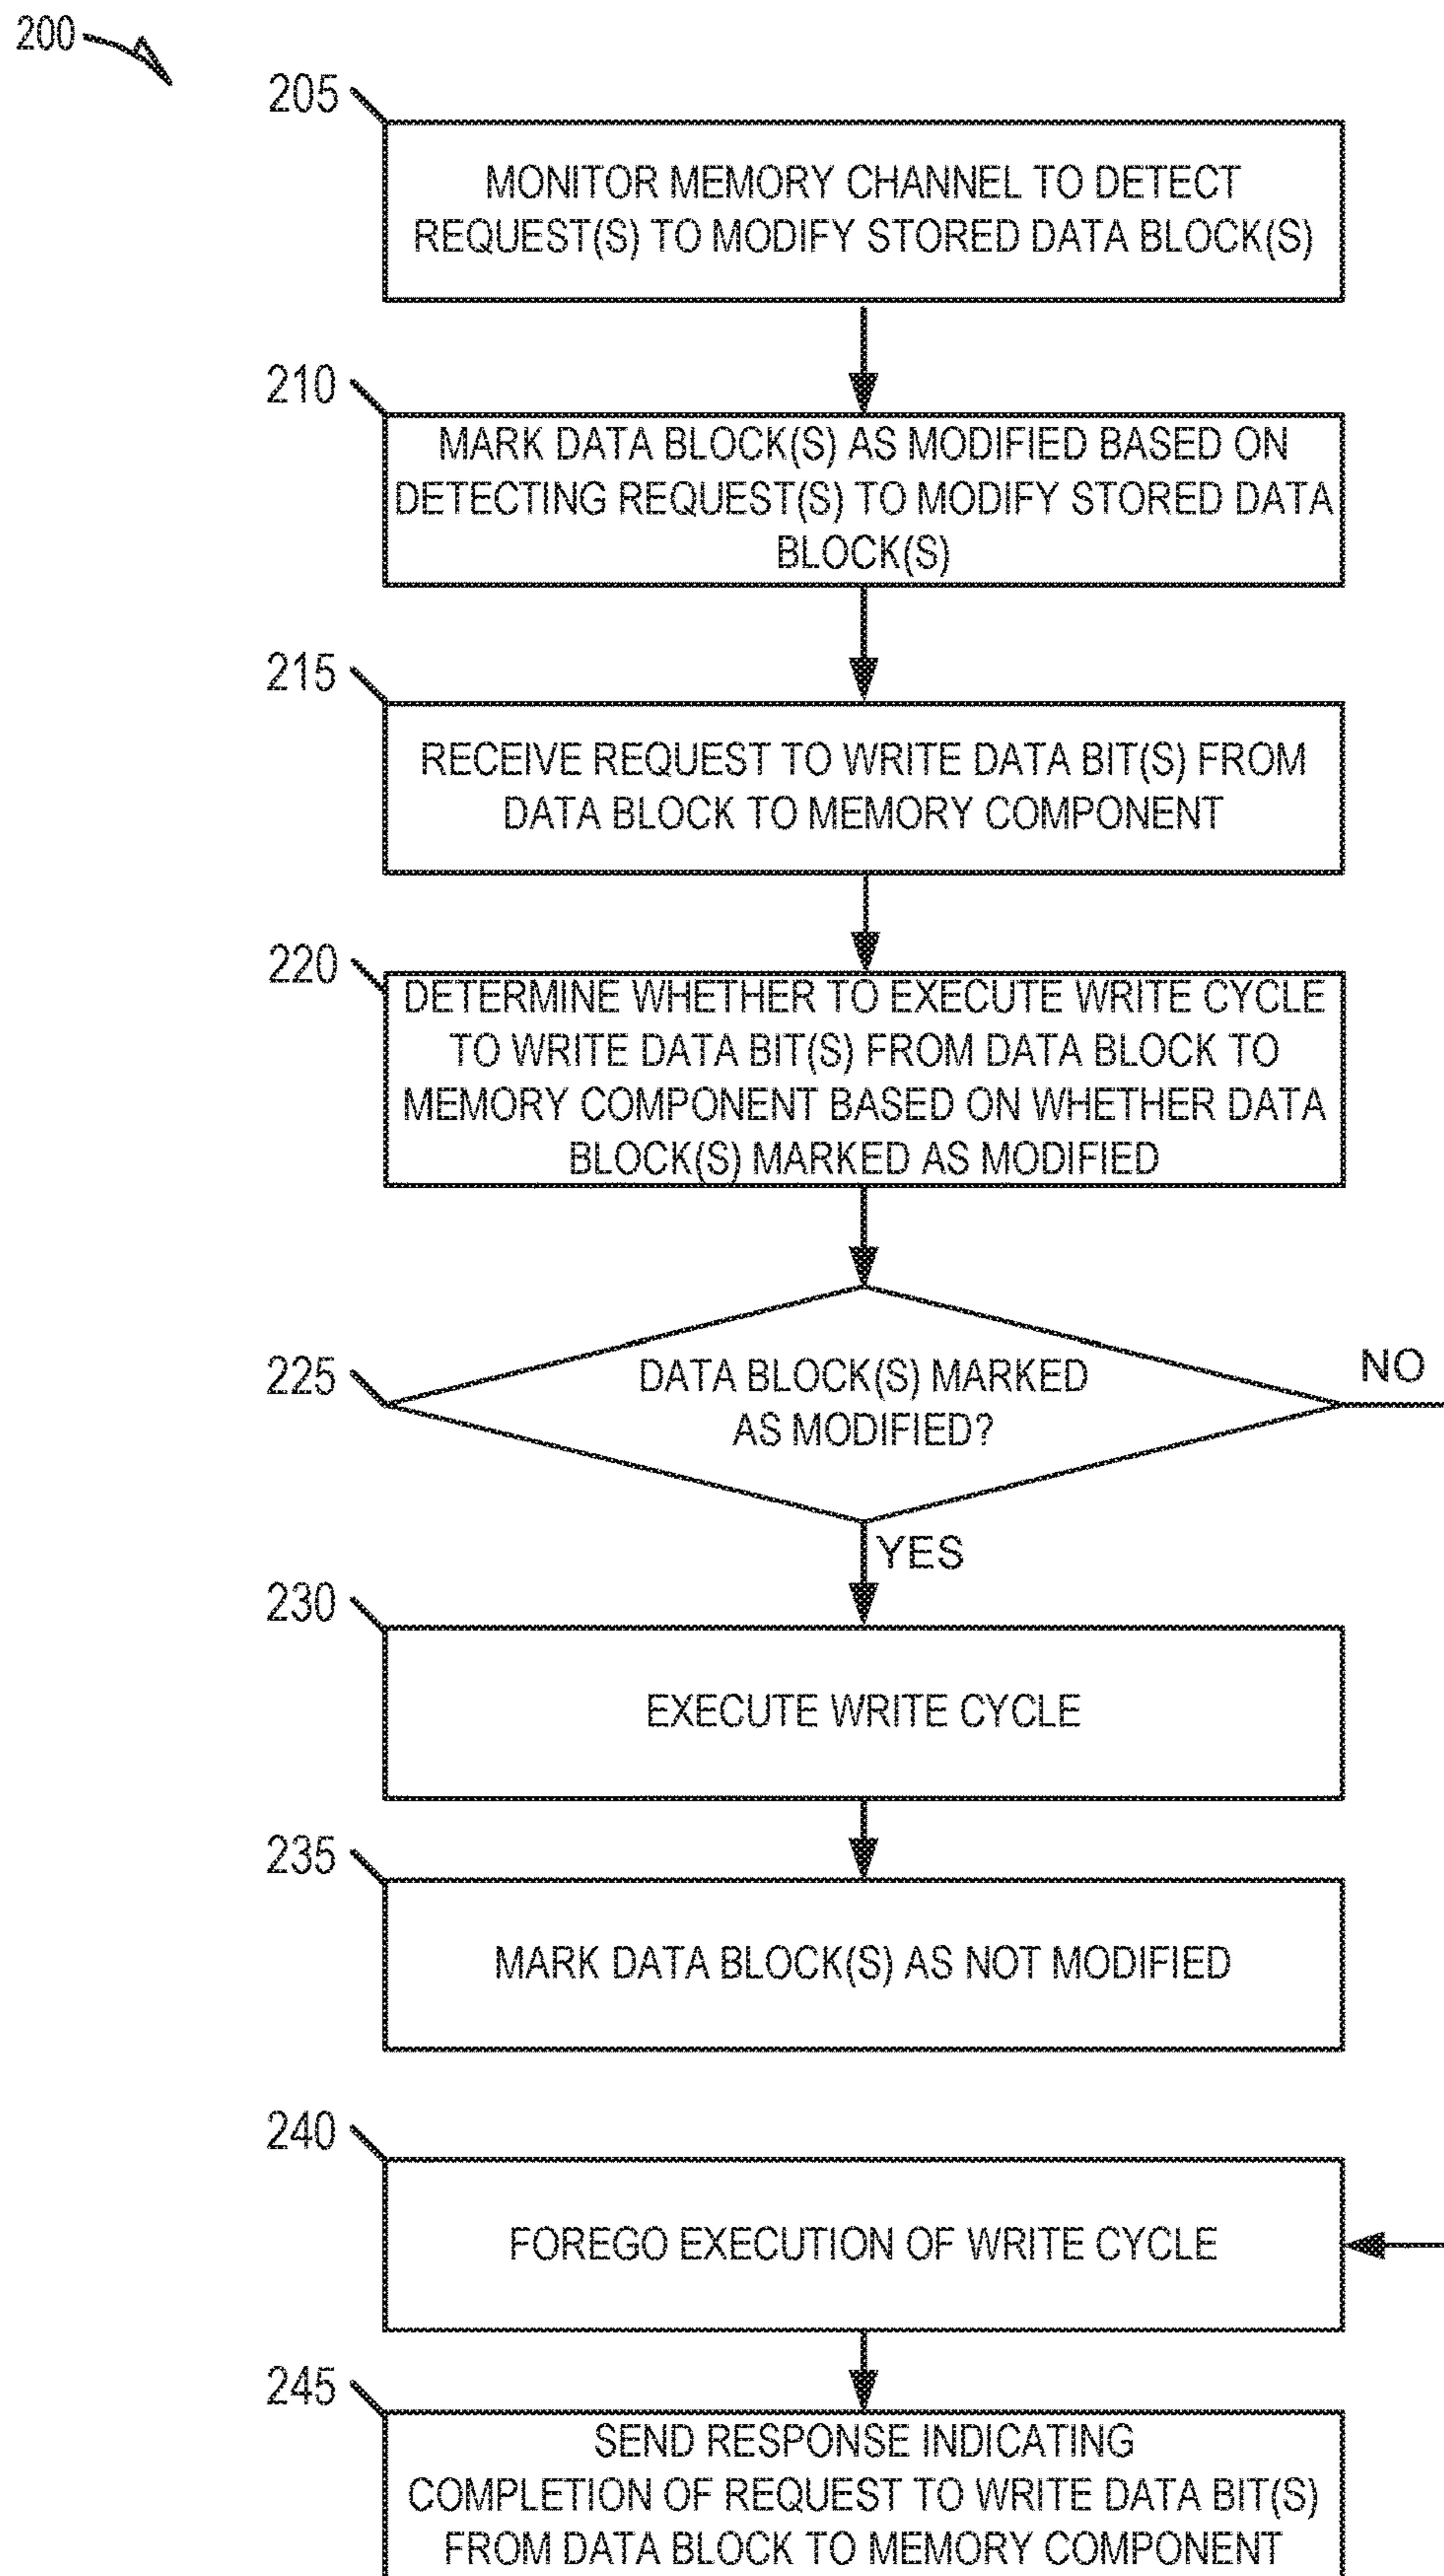 200
205
MONITOR MEMORY CHANNEL TO DETECT
REQUEST(S) TO MODIFY STORED DATA BLOCK(S)
210
MARK DATA BLOCK(S) AS MODIFIED BASED ON
DETECTING REQUEST(S) TO MODIFY STORED DATA
BLOCK(S)
215
RECEIVE REQUEST TO WRITE DATA BIT(S) FROM
DATA BLOCK TO MEMORY COMPONENT
220
DETERMINE WHETHER TO EXECUTE WRITE CYCLE
TO WRITE DATA BIT(S) FROM DATA BLOCK TO
MEMORY COMPONENT BASED ON WHETHER DATA
BLOCK(S) MARKED AS MODIFIED
225
DATA BLOCK(S) MARKED
AS MODIFIED?
NO
YES
230
EXECUTE WRITE CYCLE
235
MARK DATA BLOCK(S) AS NOT MODIFIED
240
FOREGO EXECUTION OF WRITE CYCLE
245
SEND RESPONSE INDICATING
COMPLETION OF REQUEST TO WRITE DATA BIT(S)
FROM DATA BLOCK TO MEMORY COMPONENT